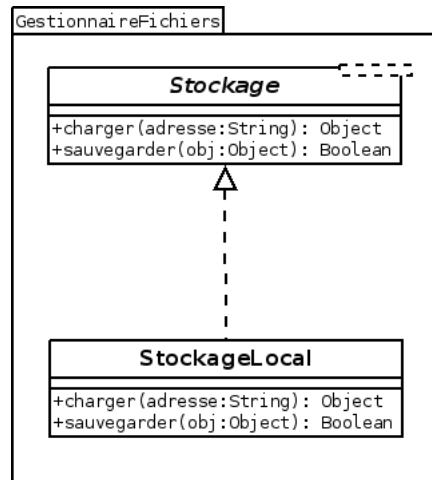 GestionnaireFichiers
Stockage
+charger(adresse:String): Object
+sauvegarder(obj:Object): Boolean
StockageLocal
+charger(adresse:String): Object
+sauvegarder(obj:Object): Boolean